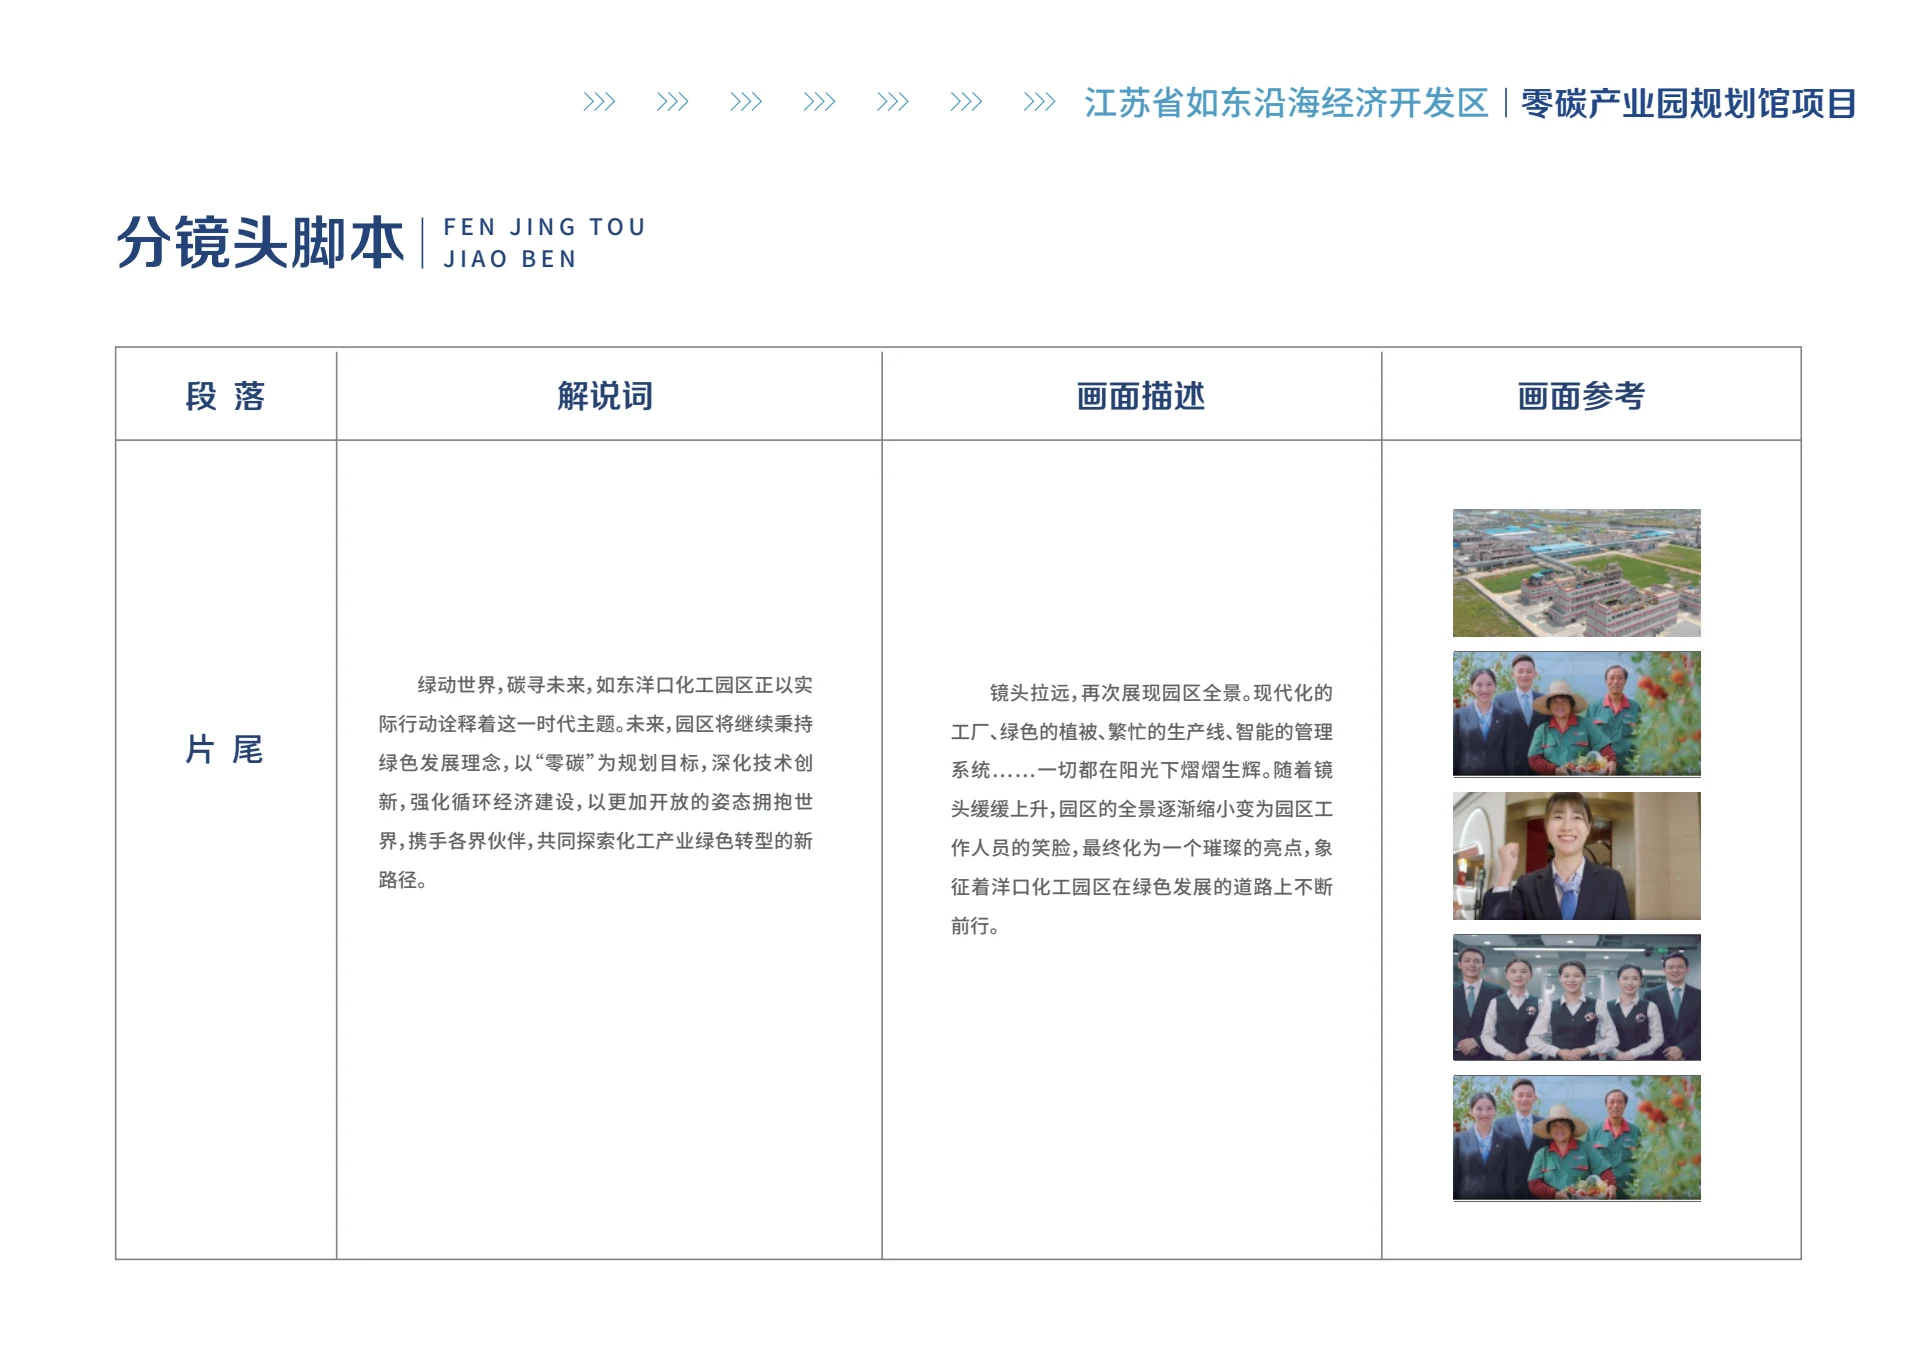 江苏省如东沿海经济开发区|零碳产业园规划馆项目
分镜头脚本
FEN JING TOU
JIAO BEN
段 落
解说词
画面描述
画面参考
片 尾
绿动世界，碳寻未来，如东洋口化工园区正以实
际行动诠释着这一时代主题。未来，园区将继续秉持
绿色发展理念，以“零碳”为规划目标，深化技术创
新，强化循环经济建设，以更加开放的姿态拥抱世
界，携手各界伙伴，共同探索化工产业绿色转型的新
路径。
镜头拉远，再次展现园区全景。现代化的
工厂、绿色的植被、繁忙的生产线、智能的管理
系统……一切都在阳光下熠熠生辉。随着镜
头缓缓上升，园区的全景逐渐缩小变为园区工
作人员的笑脸，最终化为一个璀璨的亮点，象
征着洋口化工园区在绿色发展的道路上不断
前行。